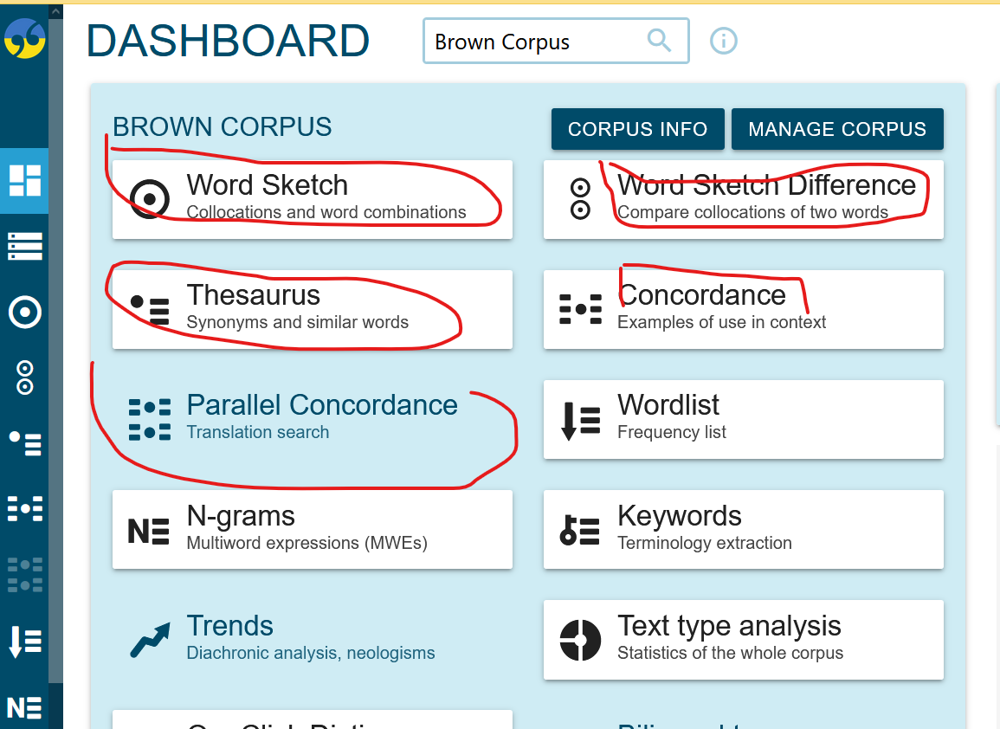 DASHBOARD
Brown Corpus
BROWN CORPUS
CORPUS INFO
MANAGE CORPUS
Word Sketch
Collocations and word combinations
Word Sketch Difference
Compare collocations of two words
Thesaurus
Synonyms and similar words
Concordance
Examples of use in context
Parallel Concordance
Translation search
Wordlist
Frequency list
N-grams
Multiword expressions (MWEs)
Keywords
Terminology extraction
Trends
Diachronic analysis, neologisms
Text type analysis
Statistics of the whole corpus